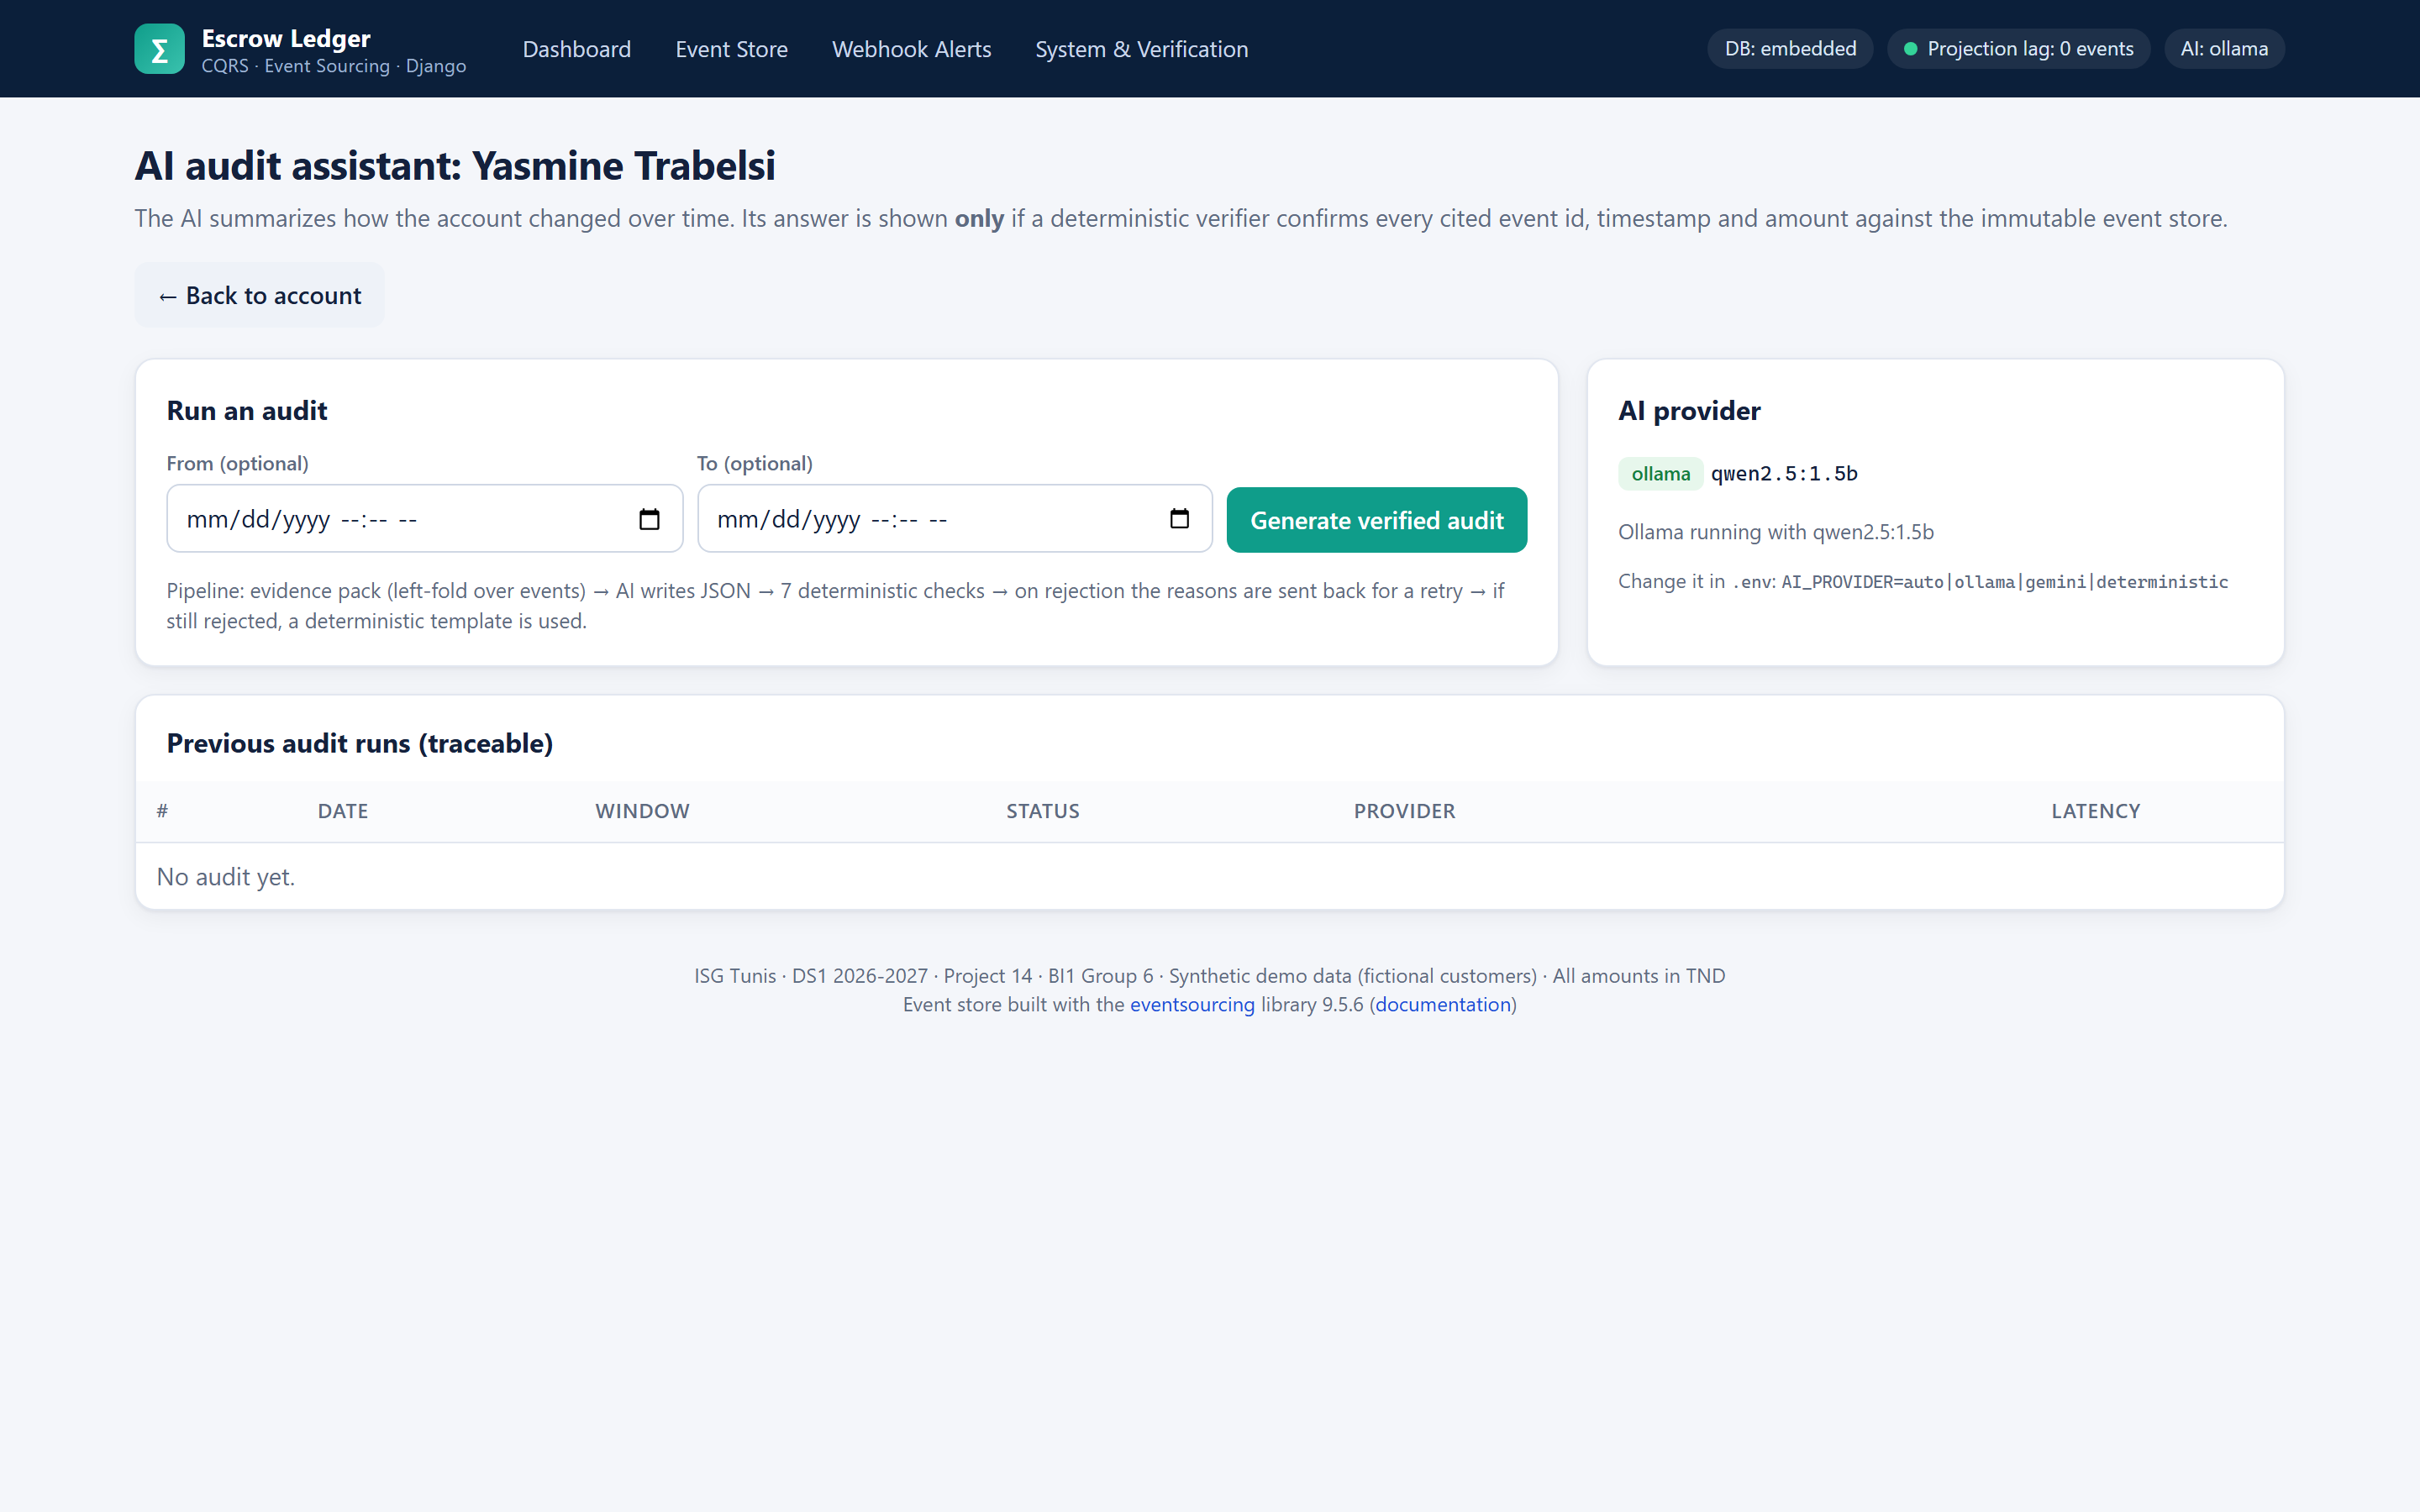 Σ
Escrow Ledger
CQRS · Event Sourcing · Django
Dashboard
Event Store
Webhook Alerts
System & Verification
DB: embedded
Projection lag: 0 events
AI: ollama
AI audit assistant: Yasmine Trabelsi
The AI summarizes how the account changed over time. Its answer is shown only if a deterministic verifier confirms every cited event id, timestamp and amount against the immutable event store.
← Back to account
Run an audit
From (optional)
To (optional)
mm/dd/yyyy --:-- --
mm/dd/yyyy --:-- --
Generate verified audit
Pipeline: evidence pack (left-fold over events) → AI writes JSON → 7 deterministic checks → on rejection the reasons are sent back for a retry → if
still rejected, a deterministic template is used.
AI provider
ollama qwen2.5:1.5b
Ollama running with qwen2.5:1.5b
Change it in .env: AI_PROVIDER=auto|ollama|gemini|deterministic
Previous audit runs (traceable)
# DATE WINDOW STATUS PROVIDER LATENCY
No audit yet.
ISG Tunis · DS1 2026-2027 · Project 14 · BI1 Group 6 · Synthetic demo data (fictional customers) · All amounts in TND
Event store built with the eventsourcing library 9.5.6 (documentation)